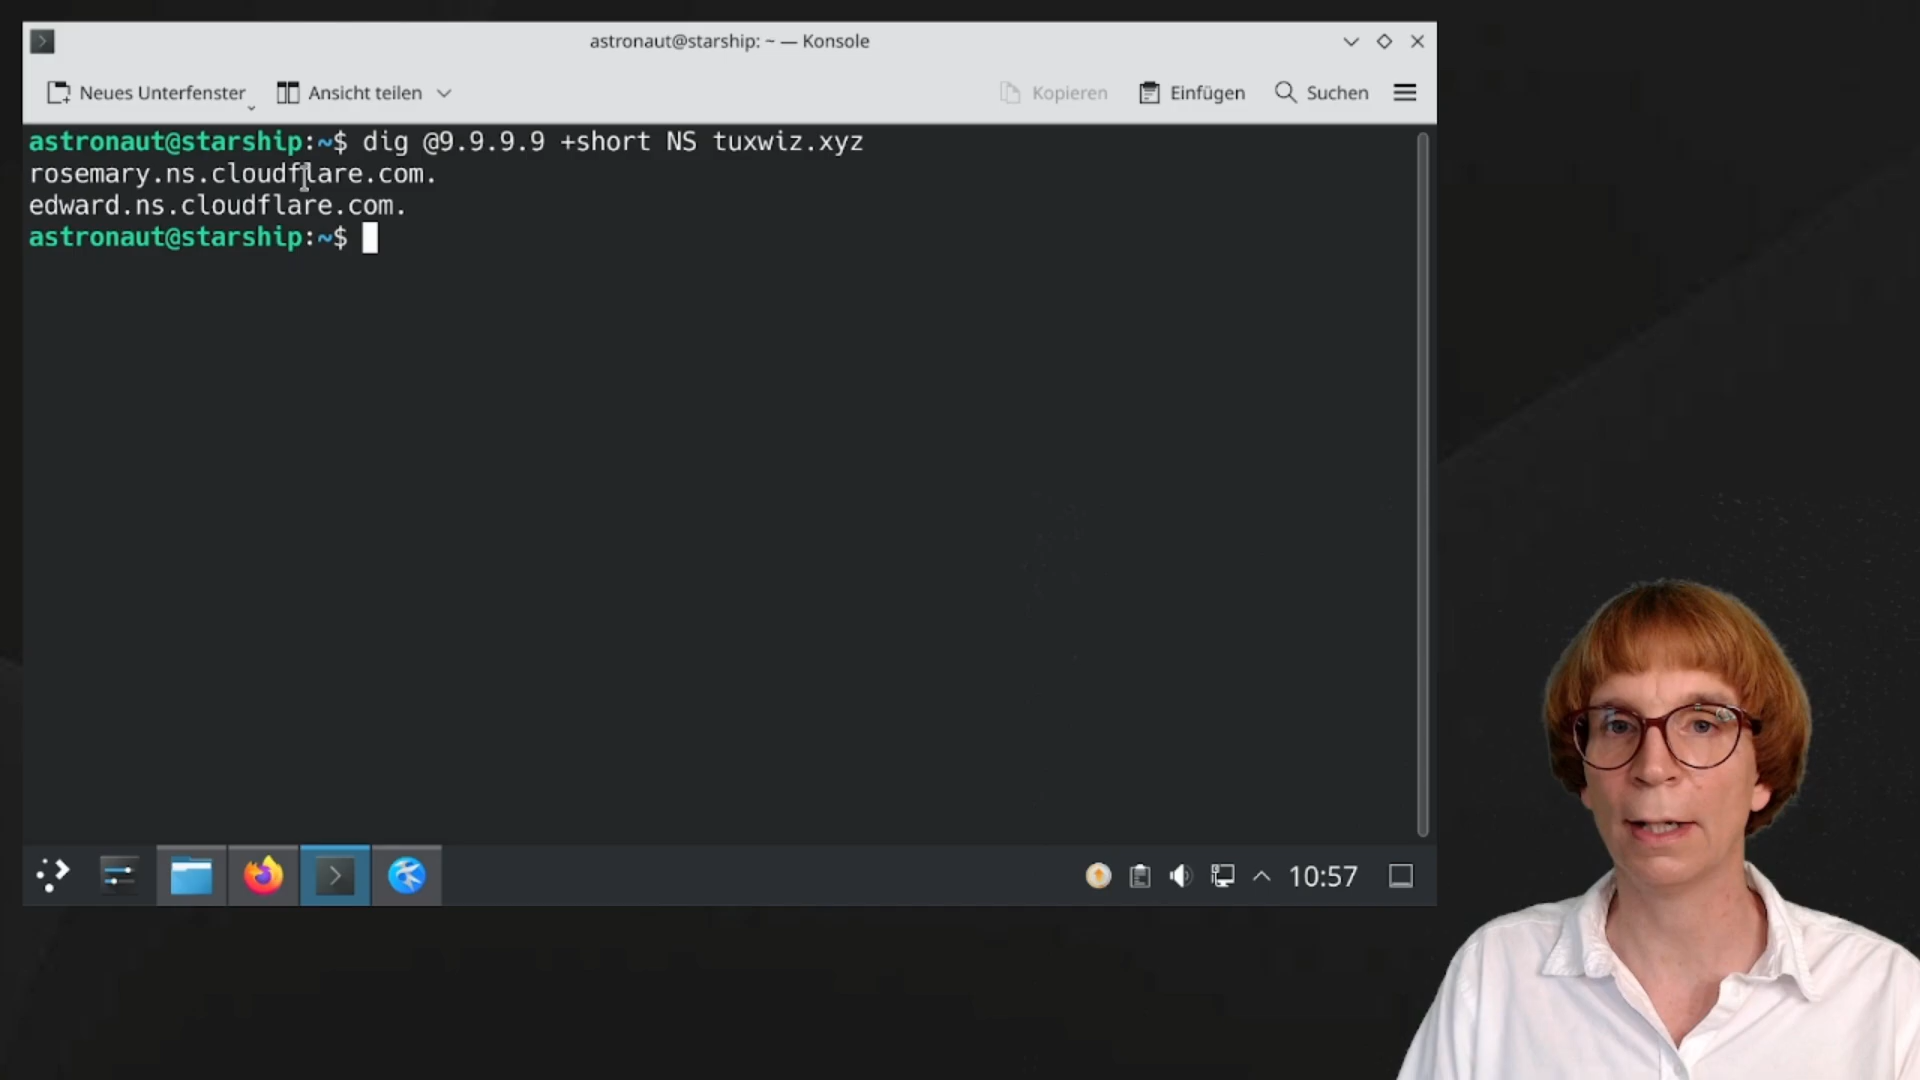 astronaut@starship: ~ — Konsole
Neues Unterfenster Ansicht teilen Kopieren Einfügen Suchen
astronaut@starship:~$ dig @9.9.9.9 +short NS tuxwiz.xyz
rosemary.ns.cloudflare.com.
edward.ns.cloudflare.com.
astronaut@starship:~$
10:57